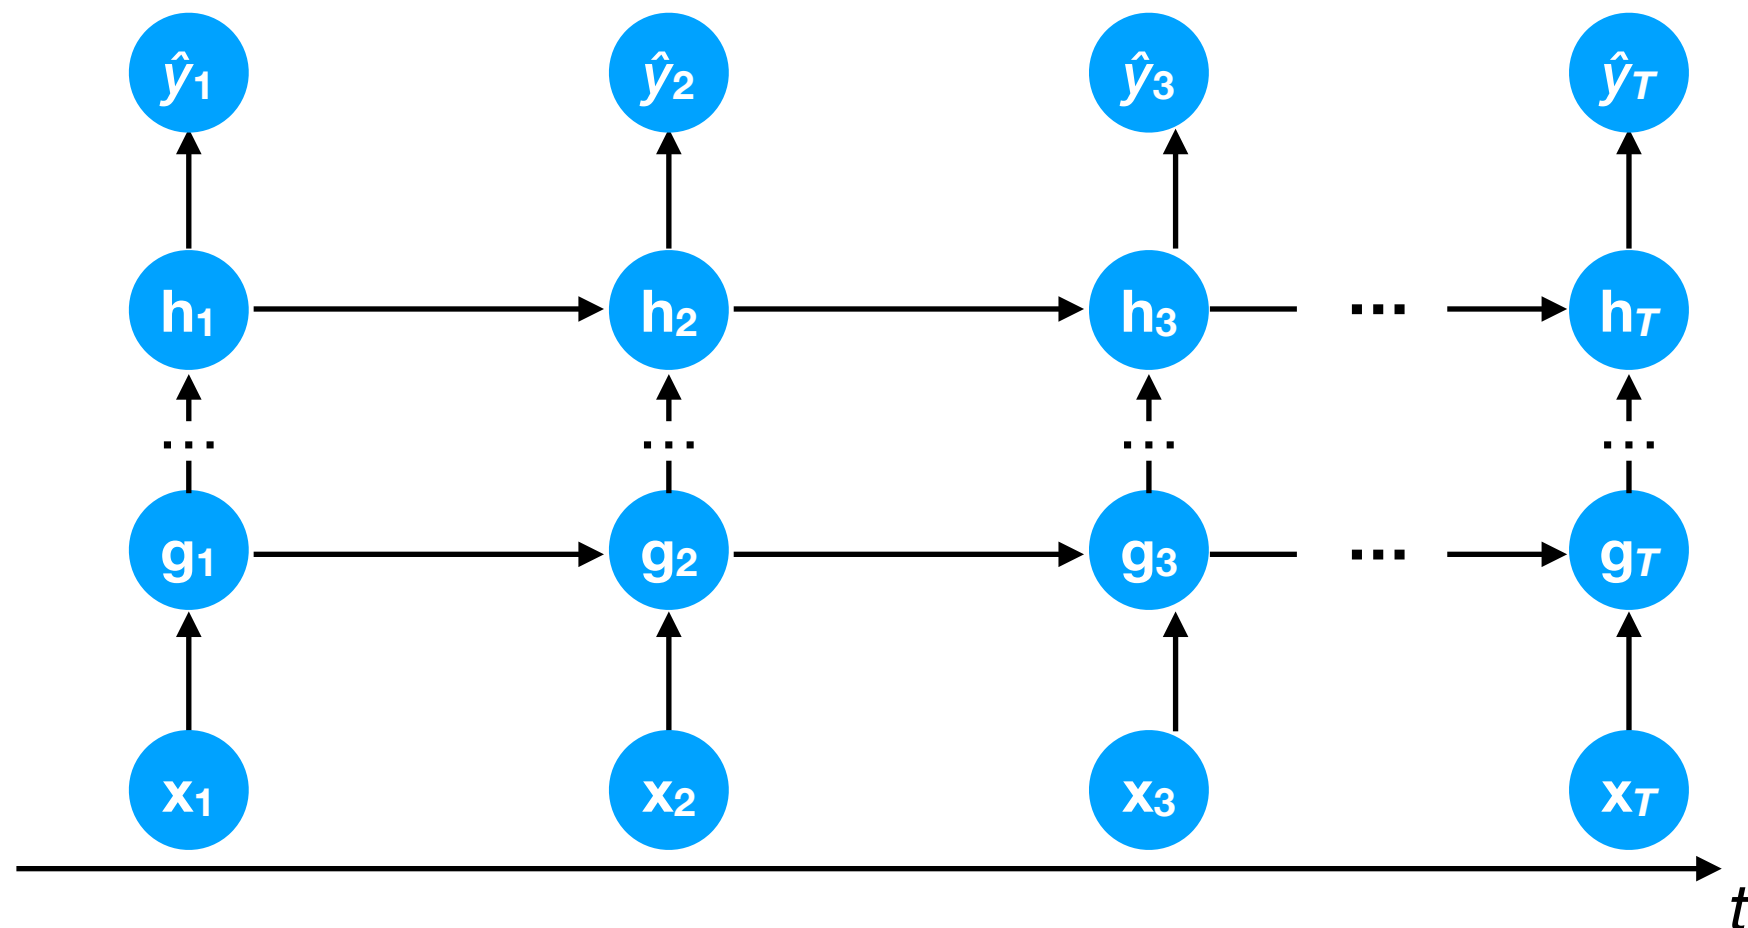 ŷ1 ŷ2 ŷ3 ŷT
h1 h2 h3 ... hT
... ... ... ...
g1 g2 g3 ... gT
x1 x2 x3 xT
t